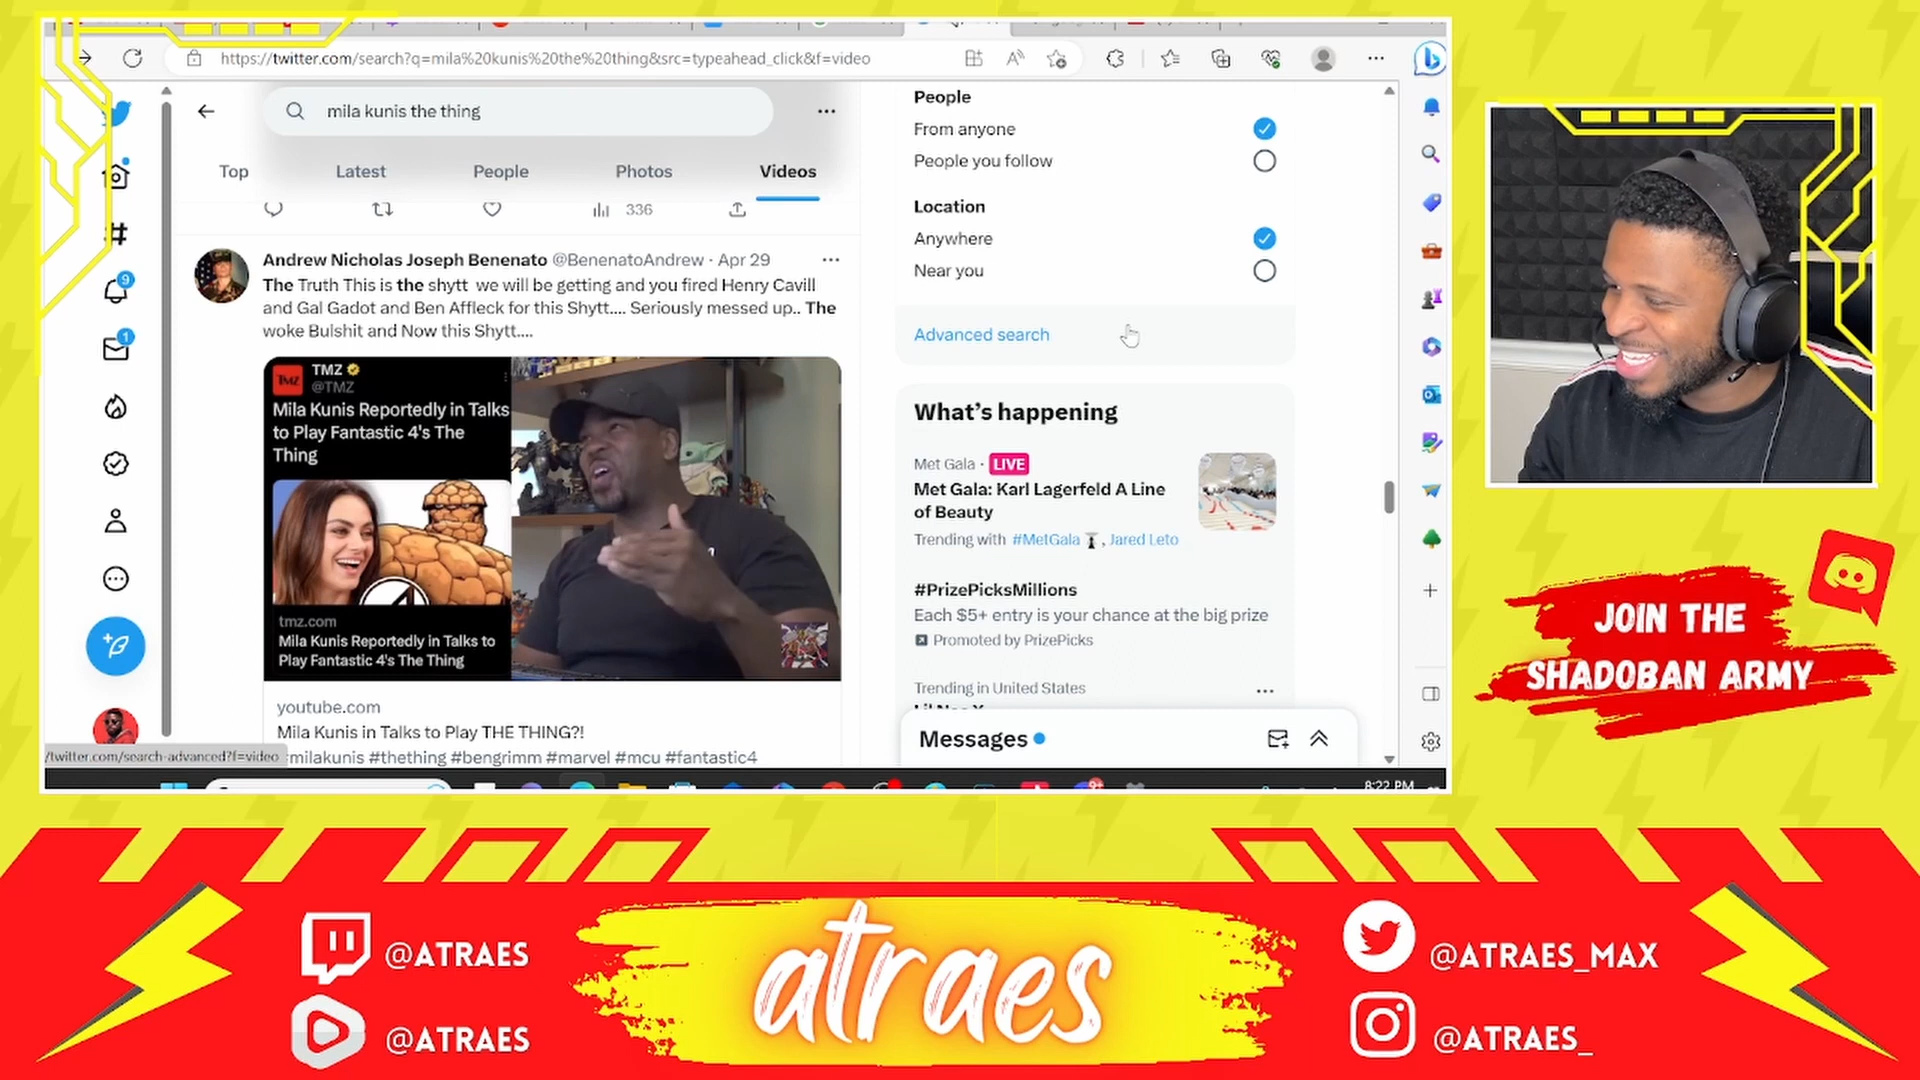 https://twitter.com/search?q=mila%20kunis%20the%20thing&src=typeahead_click&f=video
mila kunis the thing
Top Latest People Photos Videos
336
Andrew Nicholas Joseph Benenato @BenenatoAndrew · Apr 29
The Truth This is the shytt we will be getting and you fired Henry Cavill
and Gal Gadot and Ben Affleck for this Shytt.... Seriously messed up.. The
woke Bulshit and Now this Shytt....
TMZ
TMZ
@TMZ
Mila Kunis Reportedly in Talks
to Play Fantastic 4's The
Thing
4
tmz.com
Mila Kunis Reportedly in Talks to
Play Fantastic 4's The Thing
youtube.com
Mila Kunis in Talks to Play THE THING?!
milakunis #thething #bengrimm #marvel #mcu #fantastic4
/twitter.com/search-advanced?f=video
9
1
People
From anyone
People you follow
Location
Anywhere
Near you
Advanced search
What's happening
Met Gala · LIVE
Met Gala: Karl Lagerfeld A Line
of Beauty
Trending with #MetGala , Jared Leto
#PrizePicksMillions
Each $5+ entry is your chance at the big prize
Promoted by PrizePicks
Trending in United States
Messages
8:22 PM
JOIN THE
SHADOBAN ARMY
@ATRAES
@ATRAES
atraes
@ATRAES_MAX
@ATRAES_